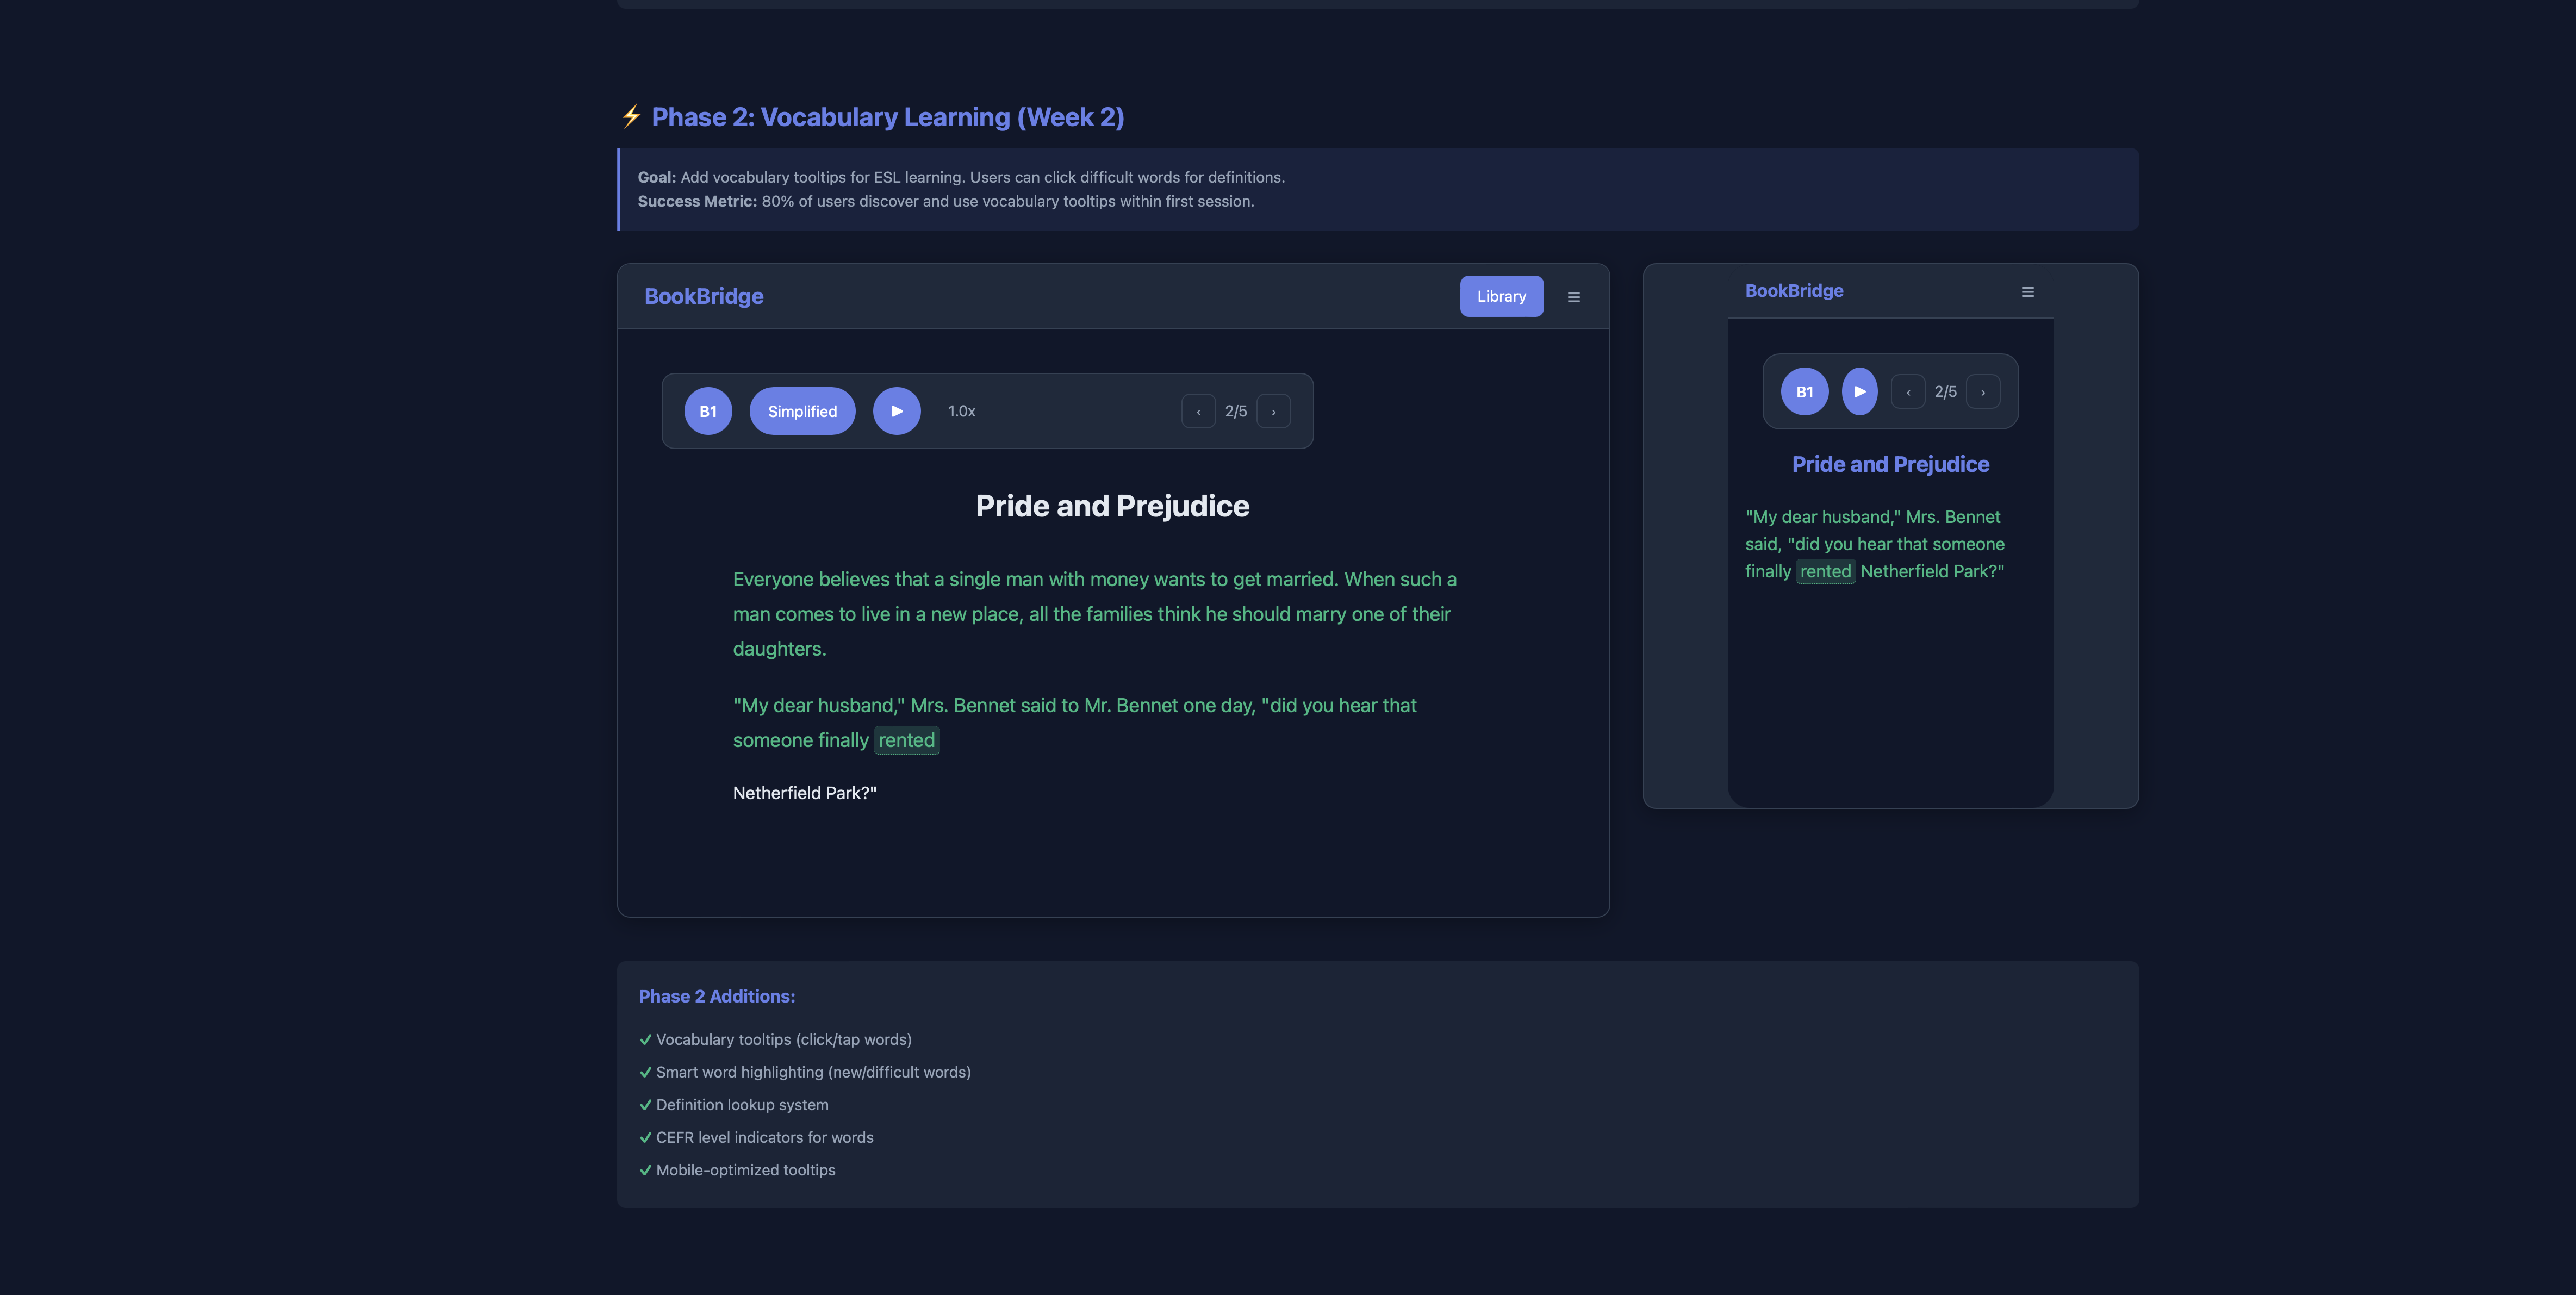 ⚡ Phase 2: Vocabulary Learning (Week 2)
Goal: Add vocabulary tooltips for ESL learning. Users can click difficult words for definitions.
Success Metric: 80% of users discover and use vocabulary tooltips within first session.
BookBridge
Library
B1
Simplified
1.0x
‹ 2/5 ›
Pride and Prejudice
Everyone believes that a single man with money wants to get married. When such a
man comes to live in a new place, all the families think he should marry one of their
daughters.
"My dear husband," Mrs. Bennet said to Mr. Bennet one day, "did you hear that
someone finally rented
Netherfield Park?"
BookBridge
B1
‹ 2/5 ›
Pride and Prejudice
"My dear husband," Mrs. Bennet
said, "did you hear that someone
finally rented Netherfield Park?"
Phase 2 Additions:
✓ Vocabulary tooltips (click/tap words)
✓ Smart word highlighting (new/difficult words)
✓ Definition lookup system
✓ CEFR level indicators for words
✓ Mobile-optimized tooltips